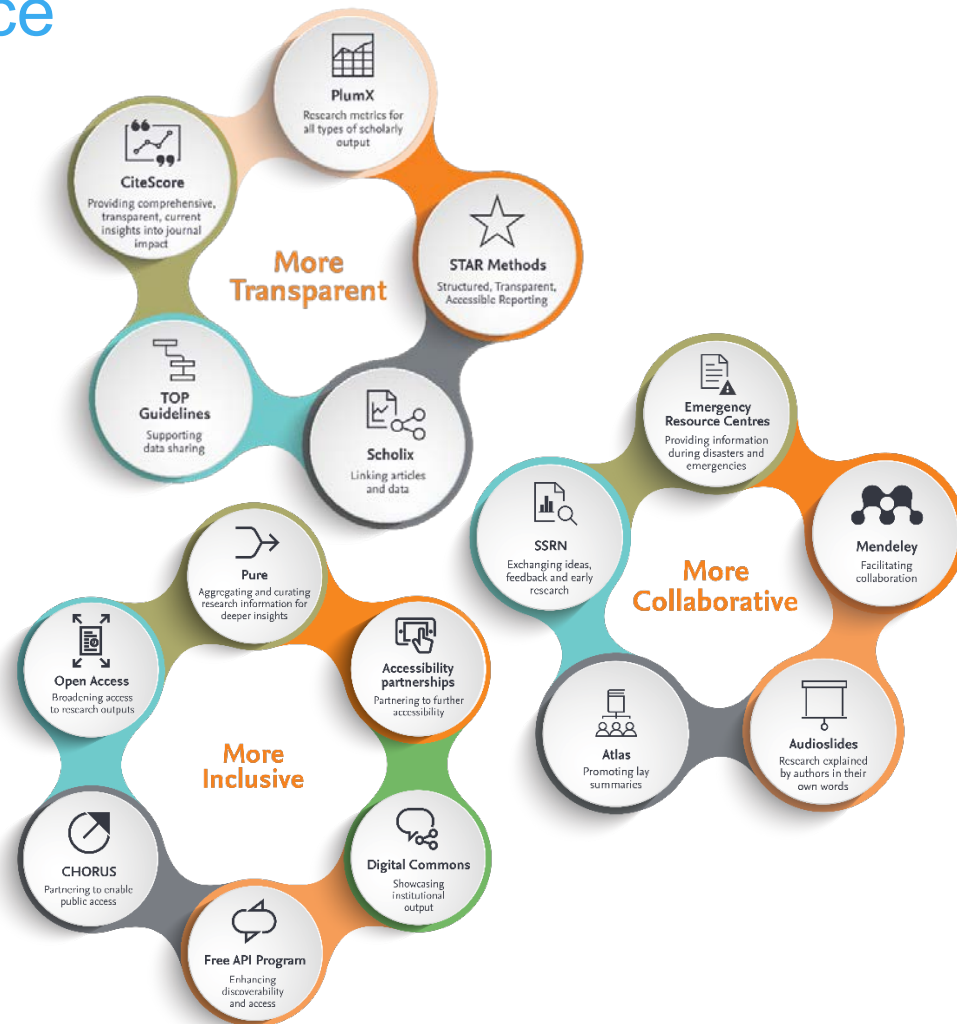 ce
PlumX
Research metrics for
all types of scholarly
output
CiteScore
Providing comprehensive,
transparent, current
insights into journal
impact
STAR Methods
Structured, Transparent,
Accessible Reporting
More
Transparent
TOP
Guidelines
Supporting
data sharing
Scholix
Linking articles
and data
Emergency
Resource Centres
Providing information
during disasters and
emergencies
SSRN
Exchanging ideas,
feedback and early
research
Mendeley
Facilitating
collaboration
More
Collaborative
Atlas
Promoting lay
summaries
Audioslides
Research explained
by authors in their
own words
Pure
Aggregating and curating
research information for
deeper insights
Open Access
Broadening access
to research outputs
Accessibility
partnerships
Partnering to further
accessibility
More
Inclusive
CHORUS
Partnering to enable
public access
Digital Commons
Showcasing
institutional
output
Free API Program
Enhancing
discoverability
and access